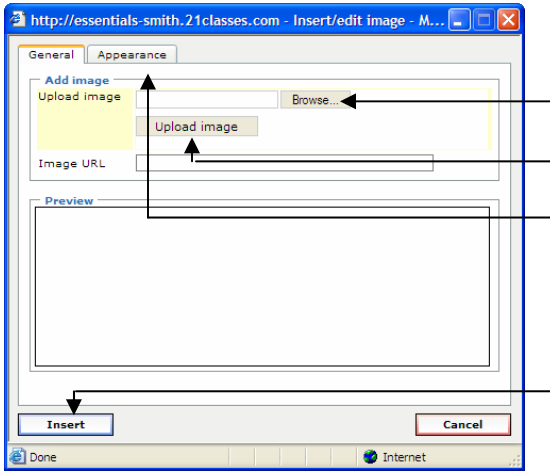 http://essentials-smith.21classes.com - Insert/edit image - M...
General Appearance
Add image
Upload image Browse...
Upload image
Image URL
Preview
Insert Cancel
Done Internet